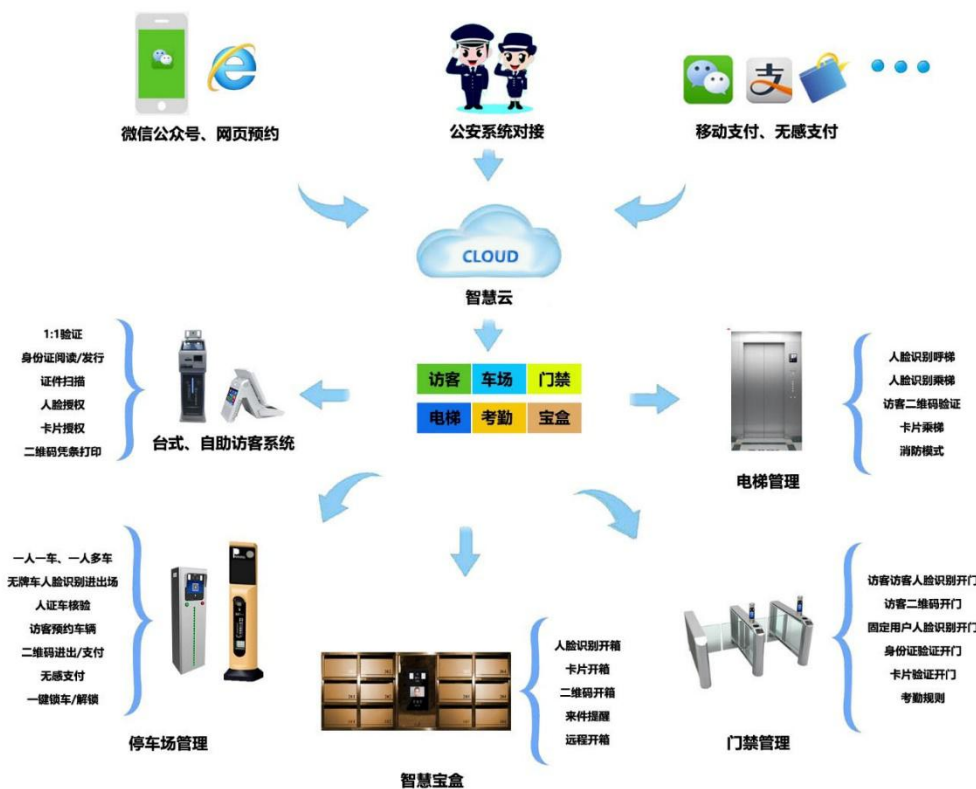 微信公众号、网页预约
公安系统对接
移动支付、无感支付
CLOUD
智慧云
1:1验证
身份证阅读/发行
证件扫描
人脸授权
卡片授权
二维码凭条打印
台式、自助访客系统
访客 车场 门禁
电梯 考勤 宝盒
人脸识别呼梯
人脸识别乘梯
访客二维码验证
卡片乘梯
消防模式
电梯管理
一人一车、一人多车
无牌车人脸识别进出场
人证车核验
访客预约车辆
二维码进出/支付
无感支付
一键锁车/解锁
停车场管理
人脸识别开箱
卡片开箱
二维码开箱
来件提醒
远程开箱
智慧宝盒
访客访客人脸识别开门
访客二维码开门
固定用户人脸识别开门
身份证验证开门
卡片验证开门
考勤规则
门禁管理